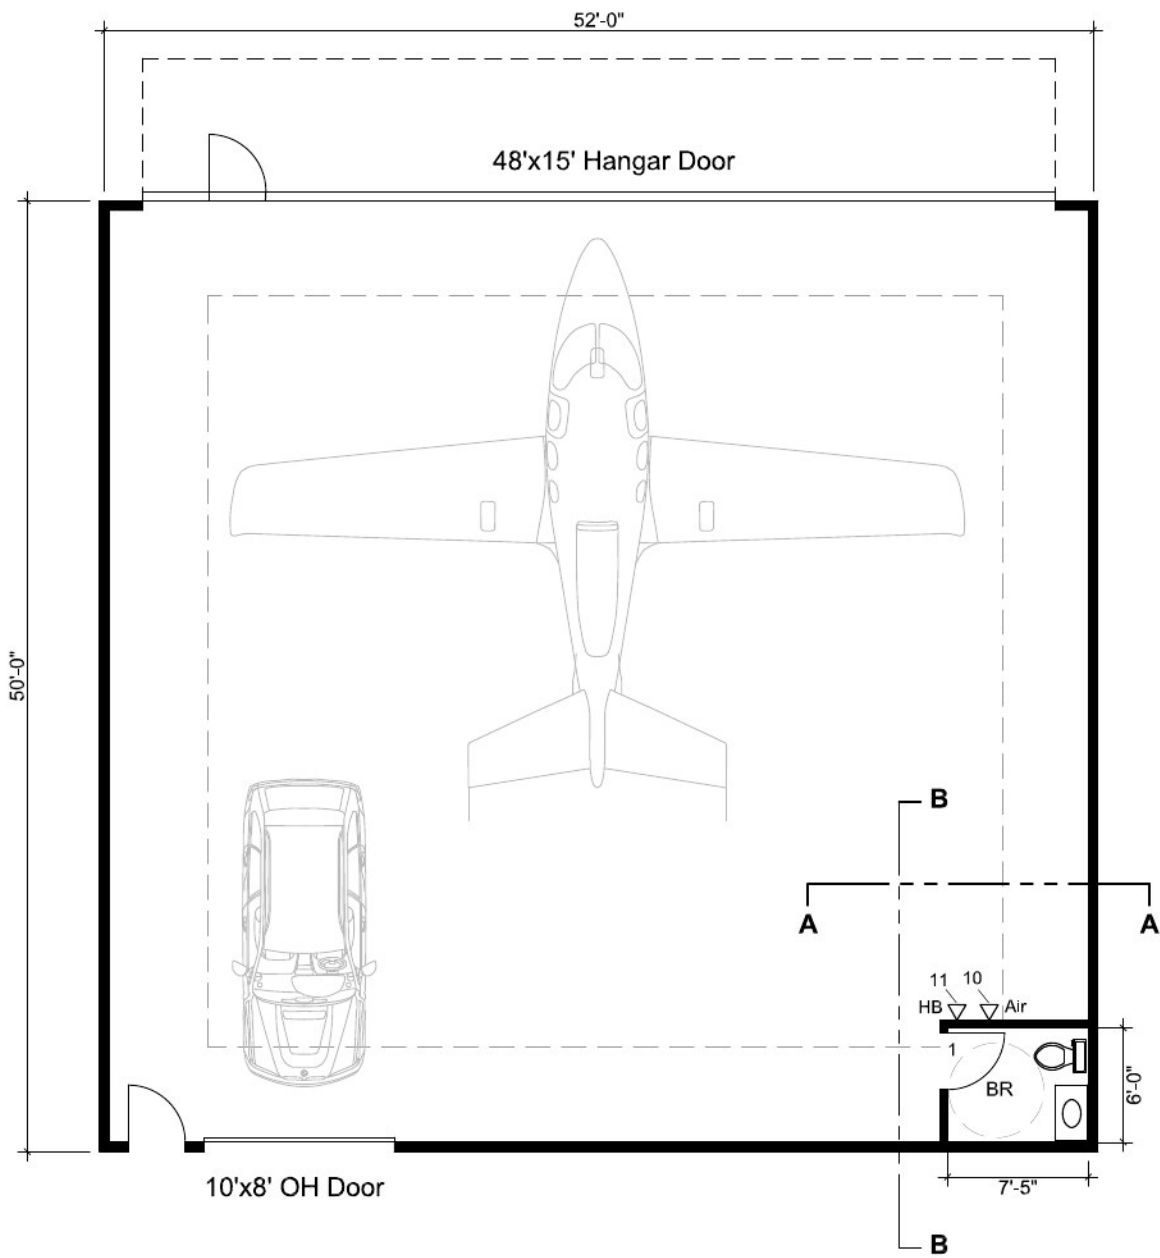 52'-0"
48'x15' Hangar Door
50'-0"
B
A
A
11
10
HB
Air
1
BR
6'-0"
7'-5"
10'x8' OH Door
B